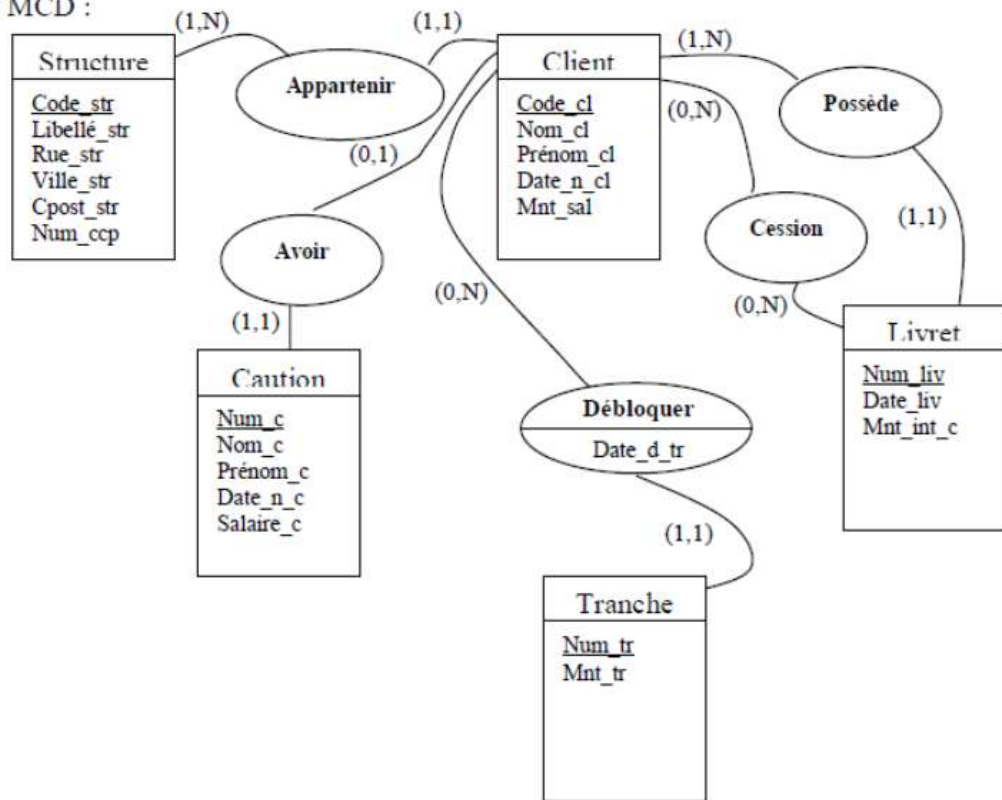 MCD :
(1,N)
(1,1)
Structure
Code_str
Libellé_str
Rue_str
Ville_str
Cpost_str
Num_ccp
Appartenir
(0,1)
Client
Code_cl
Nom_cl
Prénom_cl
Date_n_cl
Mnt_sal
(1,N)
(0,N)
Possède
(1,1)
Cession
(0,N)
Avoir
(1,1)
(0,N)
Livret
Num_liv
Date_liv
Mnt_int_c
Caution
Num_c
Nom_c
Prénom_c
Date_n_c
Salaire_c
Débloquer
Date_d_tr
(1,1)
Tranche
Num_tr
Mnt_tr